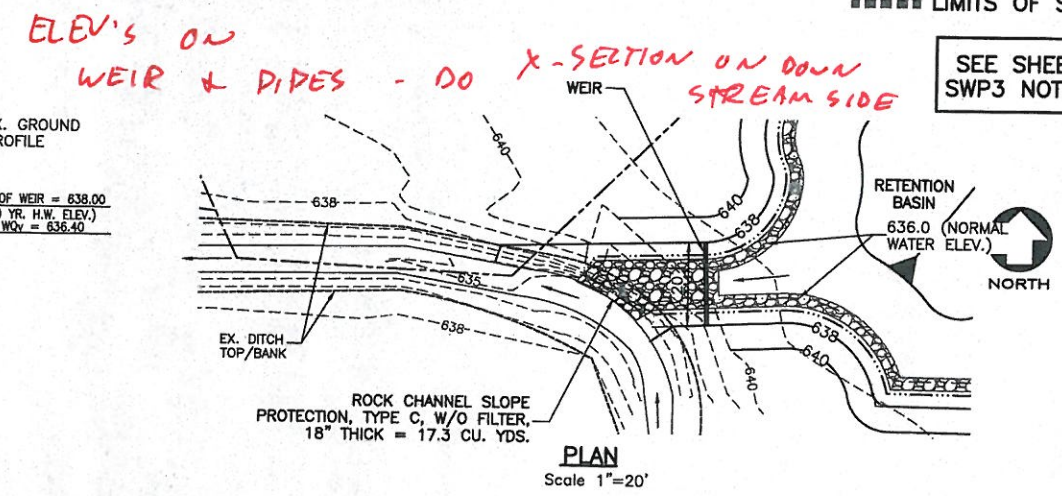 LIMITS OF S
ELEV'S ON
WEIR & PIPES - DO X-SECTION ON DOWN
STREAM SIDE
SEE SHEE
SWP3 NOT
WEIR
X. GROUND
ROFILE
OF WEIR = 638.00
YR. H.W. ELEV.)
WQv = 636.40
640
638
640
638
RETENTION
BASIN
636.0 (NORMAL
WATER ELEV.)
NORTH
635
20'
638
EX. DITCH
TOP/BANK
638
640
640
ROCK CHANNEL SLOPE
PROTECTION, TYPE C, W/O FILTER,
18" THICK = 17.3 CU. YDS.
PLAN
Scale 1"=20'